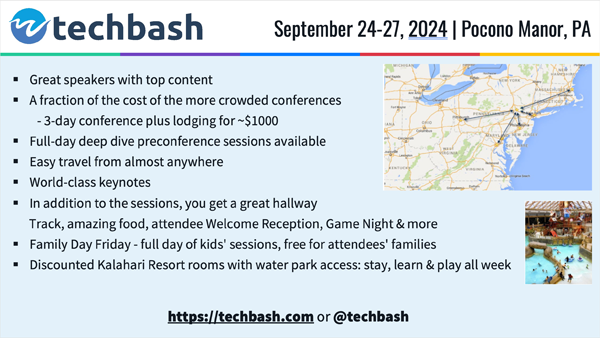 techbash
September 24-27, 2024 | Pocono Manor, PA
▪ Great speakers with top content
▪ A fraction of the cost of the more crowded conferences
- 3-day conference plus lodging for ~$1000
▪ Full-day deep dive preconference sessions available
▪ Easy travel from almost anywhere
▪ World-class keynotes
▪ In addition to the sessions, you get a great hallway
Track, amazing food, attendee Welcome Reception, Game Night & more
▪ Family Day Friday - full day of kids' sessions, free for attendees' families
▪ Discounted Kalahari Resort rooms with water park access: stay, learn & play all week
https://techbash.com or @techbash